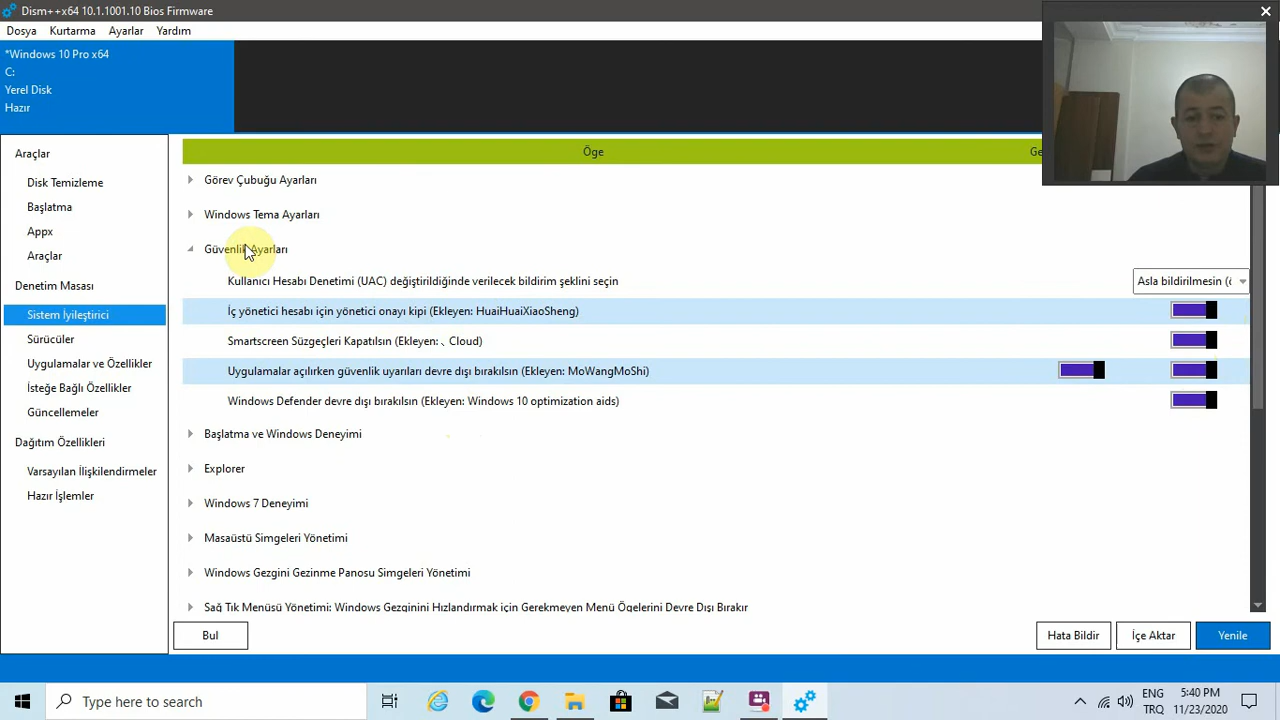 Dism++x64 10.1.1001.10 Bios Firmware
Dosya Kurtarma Ayarlar Yardım
*Windows 10 Pro x64
C:
Yerel Disk
Hazır
Araçlar
Disk Temizleme
Başlatma
Appx
Araçlar
Denetim Masası
Sistem İyileştirici
Sürücüler
Uygulamalar ve Özellikler
İsteğe Bağlı Özellikler
Güncellemeler
Dağıtım Özellikleri
Varsayılan İlişkilendirmeler
Hazır İşlemler
Öge
Görev Çubuğu Ayarları
Windows Tema Ayarları
Güvenlik Ayarları
Kullanıcı Hesabı Denetimi (UAC) değiştirildiğinde verilecek bildirim şeklini seçin
Asla bildirilmesin
İç yönetici hesabı için yönetici onayı kipi (Ekleyen: HuaiHuaiXiaoSheng)
Smartscreen Süzgeçleri Kapatılsın (Ekleyen:、Cloud)
Uygulamalar açılırken güvenlik uyarıları devre dışı bırakılsın (Ekleyen: MoWangMoShi)
Windows Defender devre dışı bırakılsın (Ekleyen: Windows 10 optimization aids)
Başlatma ve Windows Deneyimi
Explorer
Windows 7 Deneyimi
Masaüstü Simgeleri Yönetimi
Windows Gezgini Gezinme Panosu Simgeleri Yönetimi
Sağ Tık Menüsü Yönetimi: Windows Gezginini Hızlandırmak için Gerekmeyen Menü Ögelerini Devre Dışı Bırakır
Bul
Hata Bildir
İçe Aktar
Yenile
Type here to search
ENG
TRQ
5:40 PM
11/23/2020